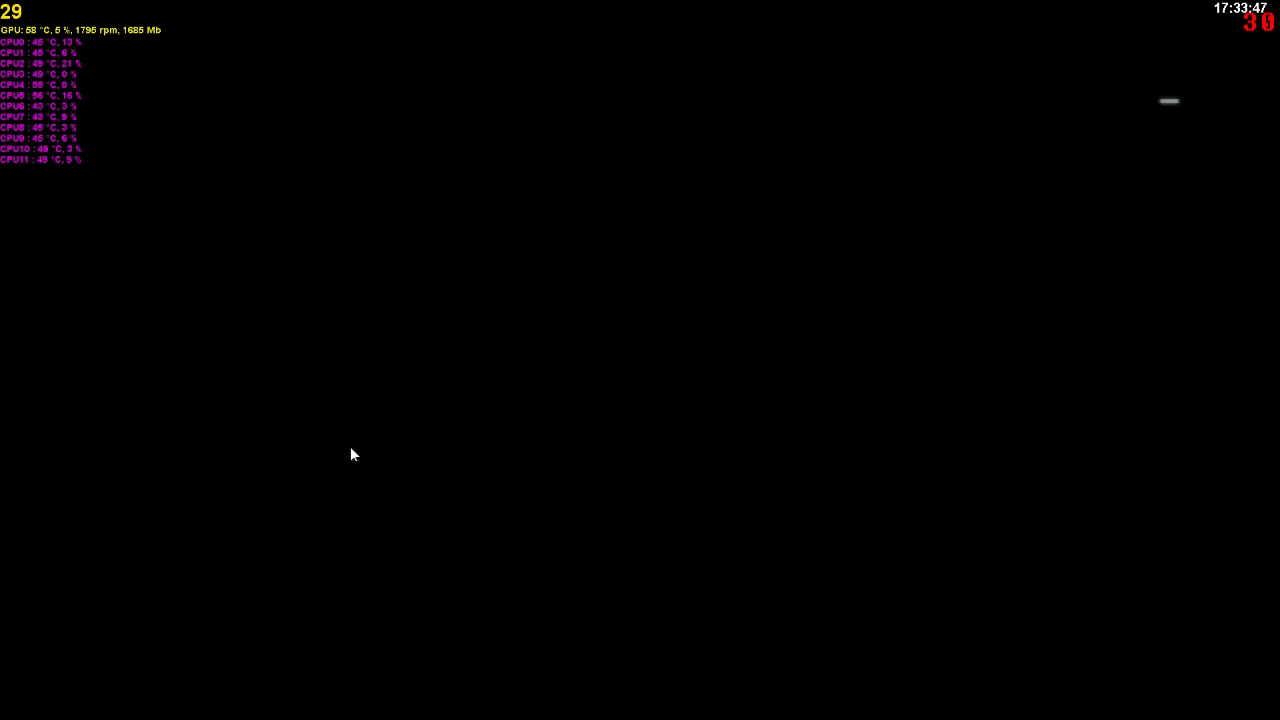 29
17:33:47
30
GPU: 58 °C, 5 %, 1795 rpm, 1685 Mb
CPU0 : 45 °C, 13 %
CPU1 : 45 °C, 6 %
CPU2 : 49 °C, 21 %
CPU3 : 49 °C, 0 %
CPU4 : 55 °C, 0 %
CPU5 : 56 °C, 16 %
CPU6 : 43 °C, 3 %
CPU7 : 43 °C, 9 %
CPU8 : 45 °C, 3 %
CPU9 : 45 °C, 6 %
CPU10 : 49 °C, 3 %
CPU11 : 49 °C, 9 %